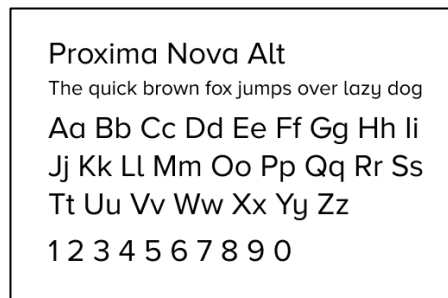 Proxima Nova Alt
The quick brown fox jumps over lazy dog
Aa Bb Cc Dd Ee Ff Gg Hh Ii
Jj Kk Ll Mm Oo Pp Qq Rr Ss
Tt Uu Vv Ww Xx Yy Zz
1 2 3 4 5 6 7 8 9 0